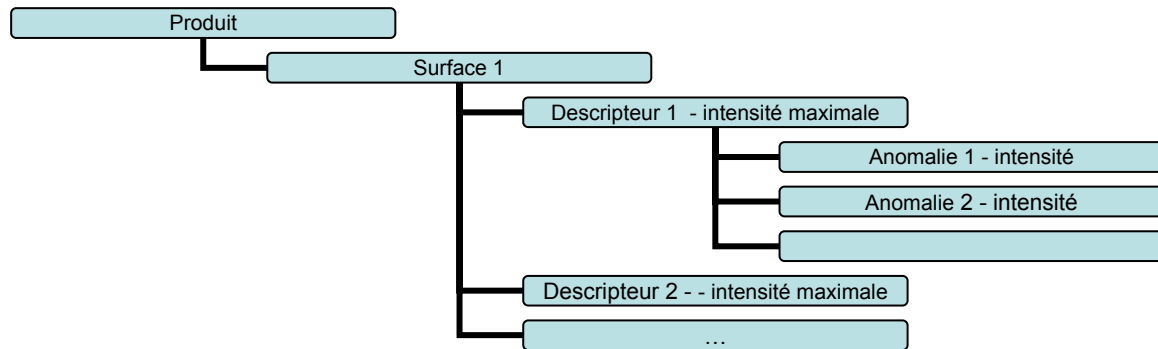 Produit
Surface 1
Descripteur 1 - intensité maximale
Anomalie 1 - intensité
Anomalie 2 - intensité
Descripteur 2 - - intensité maximale
…